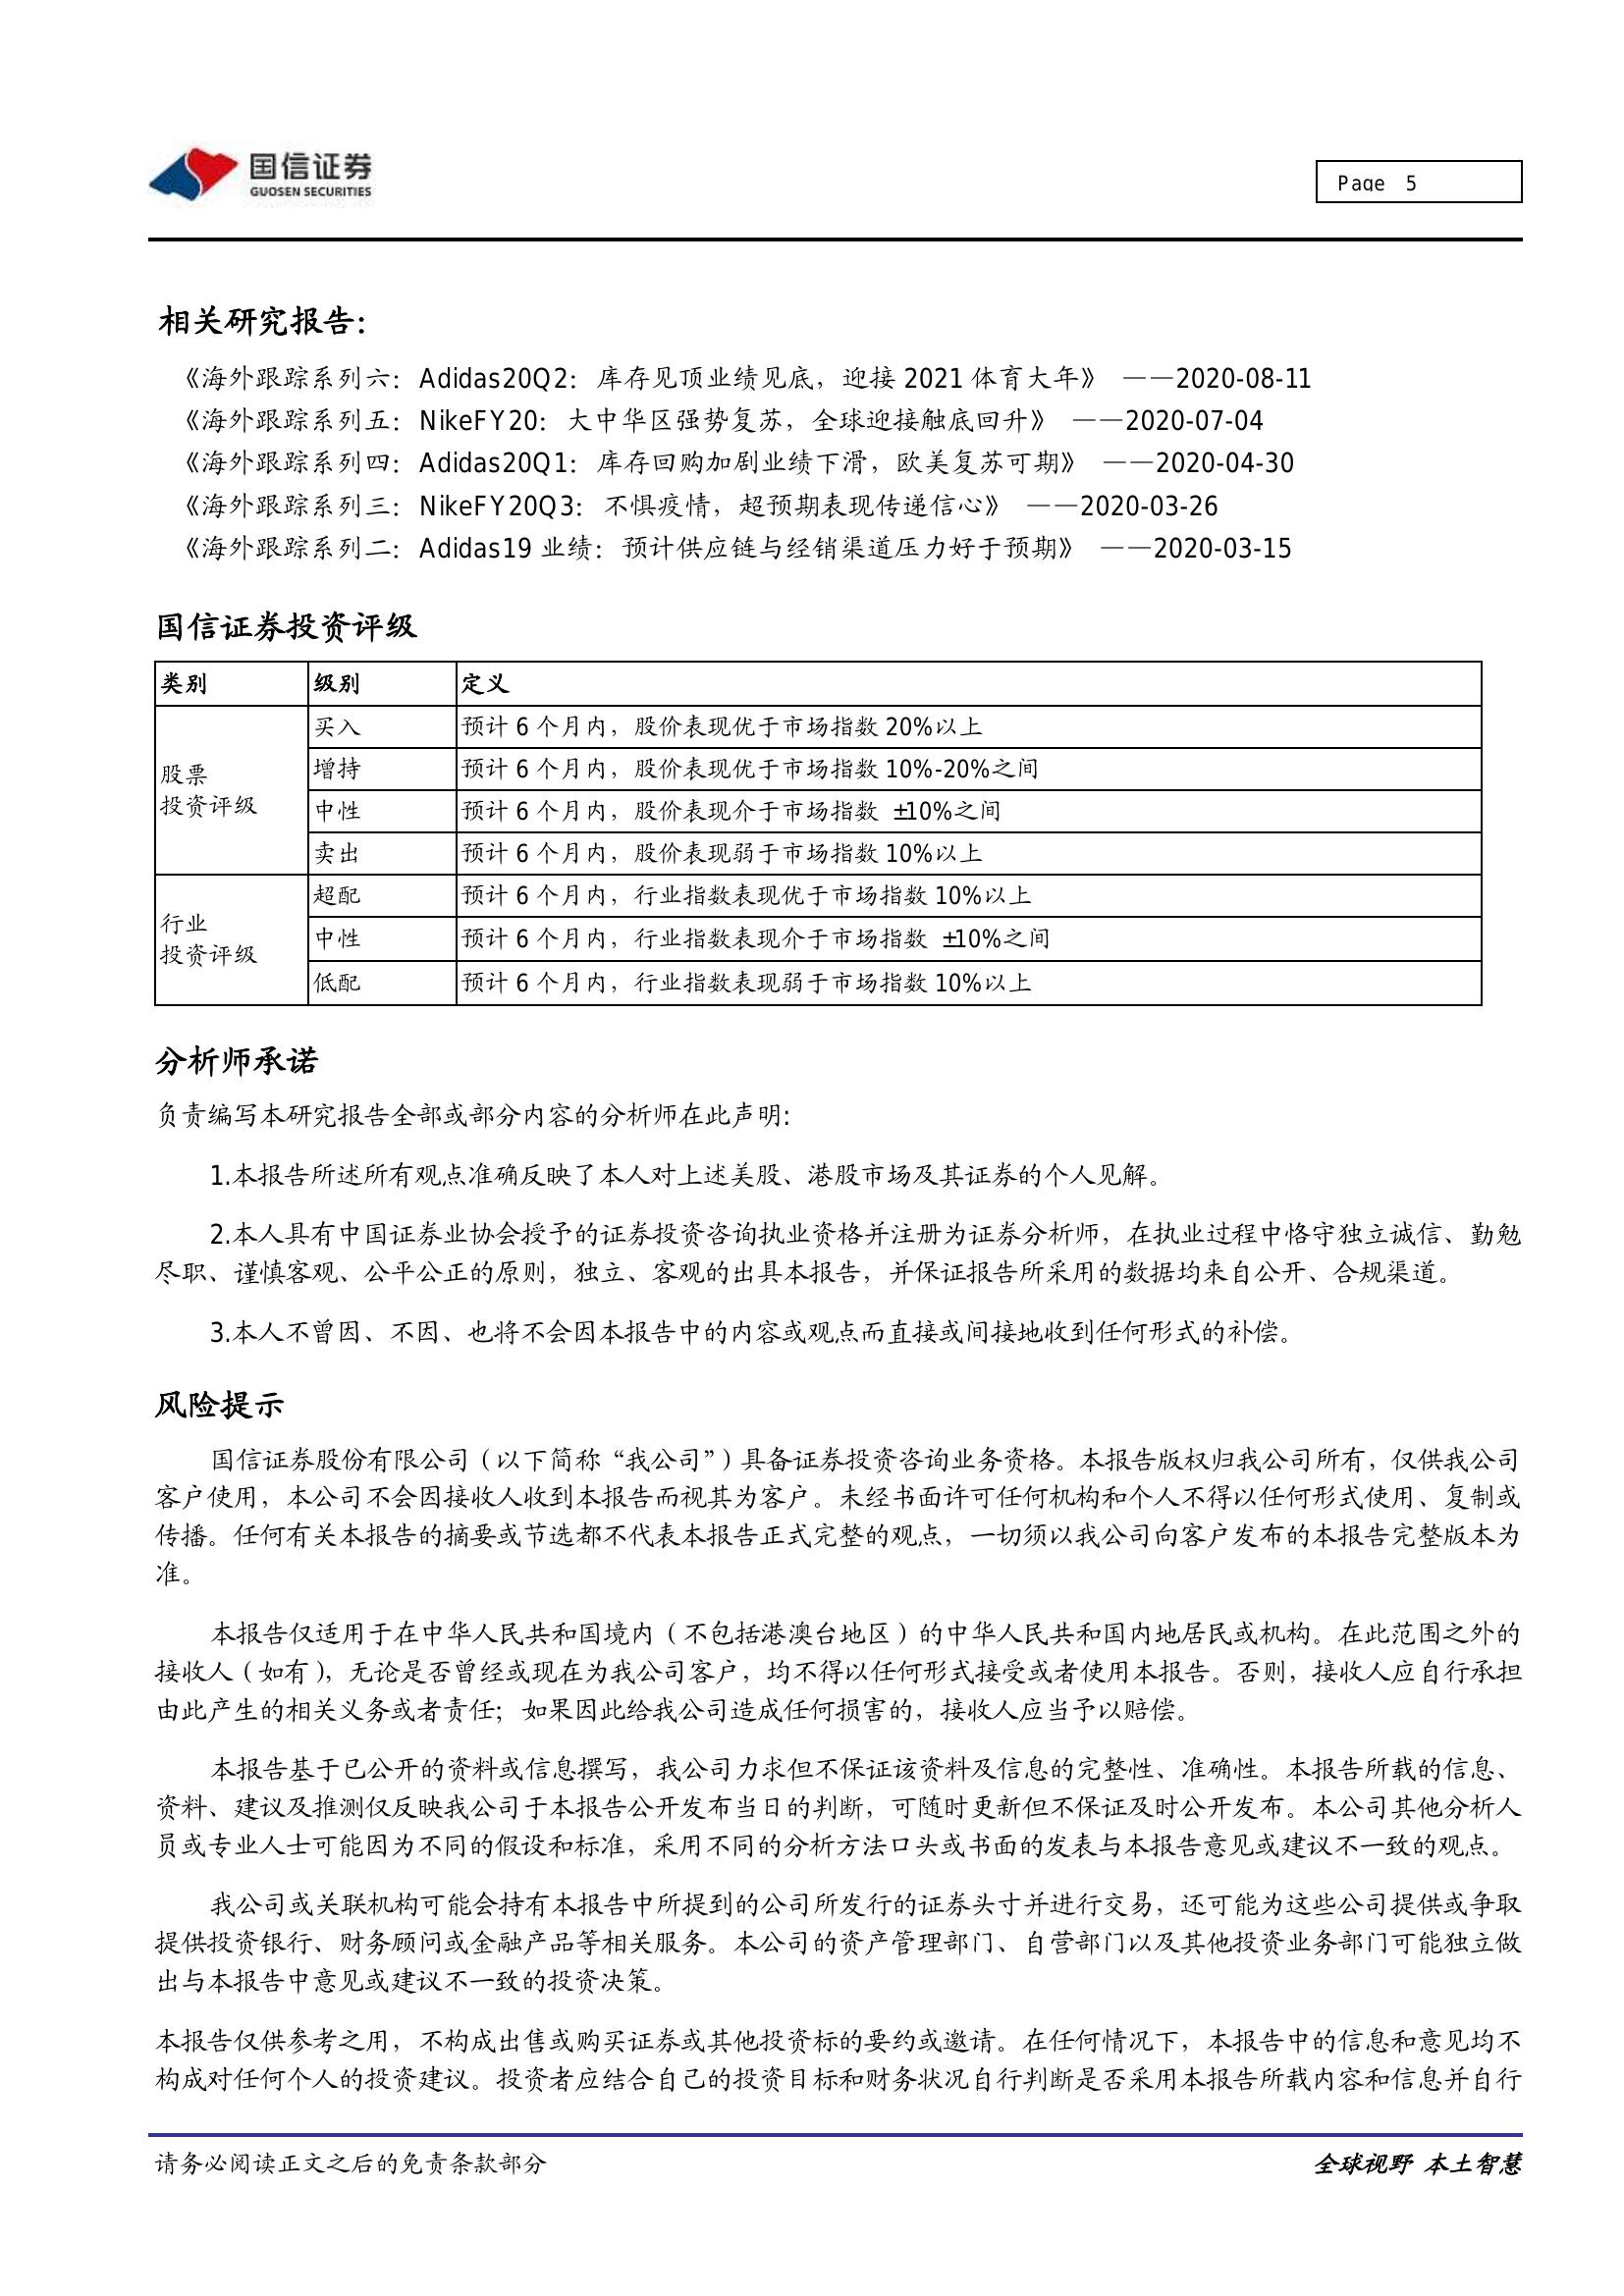 国信证券
GUOSEN SECURITIES
Page 5
相关研究报告:
《海外跟踪系列六：Adidas20Q2：库存见顶业绩见底，迎接 2021 体育大年》 ——2020-08-11
《海外跟踪系列五：NikeFY20：大中华区强势复苏，全球迎接触底回升》 ——2020-07-04
《海外跟踪系列四：Adidas20Q1：库存回购加剧业绩下滑，欧美复苏可期》 ——2020-04-30
《海外跟踪系列三：NikeFY20Q3：不惧疫情，超预期表现传递信心》 ——2020-03-26
《海外跟踪系列二：Adidas19 业绩：预计供应链与经销渠道压力好于预期》 ——2020-03-15
国信证券投资评级
类别 级别 定义
股票
投资评级
买入 预计 6 个月内，股价表现优于市场指数 20%以上
增持 预计 6 个月内，股价表现优于市场指数 10%-20%之间
中性 预计 6 个月内，股价表现介于市场指数 ±10%之间
卖出 预计 6 个月内，股价表现弱于市场指数 10%以上
行业
投资评级
超配 预计 6 个月内，行业指数表现优于市场指数 10%以上
中性 预计 6 个月内，行业指数表现介于市场指数 ±10%之间
低配 预计 6 个月内，行业指数表现弱于市场指数 10%以上
分析师承诺
负责编写本研究报告全部或部分内容的分析师在此声明:
1.本报告所述所有观点准确反映了本人对上述美股、港股市场及其证券的个人见解。
2.本人具有中国证券业协会授予的证券投资咨询执业资格并注册为证券分析师，在执业过程中恪守独立诚信、勤勉
尽职、谨慎客观、公平公正的原则，独立、客观的出具本报告，并保证报告所采用的数据均来自公开、合规渠道。
3.本人不曾因、不因、也将不会因本报告中的内容或观点而直接或间接地收到任何形式的补偿。
风险提示
国信证券股份有限公司（以下简称“我公司”）具备证券投资咨询业务资格。本报告版权归我公司所有，仅供我公司
客户使用，本公司不会因接收人收到本报告而视其为客户。未经书面许可任何机构和个人不得以任何形式使用、复制或
传播。任何有关本报告的摘要或节选都不代表本报告正式完整的观点，一切须以我公司向客户发布的本报告完整版本为
准。
本报告仅适用于在中华人民共和国境内（不包括港澳台地区）的中华人民共和国内地居民或机构。在此范围之外的
接收人（如有），无论是否曾经或现在为我公司客户，均不得以任何形式接受或者使用本报告。否则，接收人应自行承担
由此产生的相关义务或者责任；如果因此给我公司造成任何损害的，接收人应当予以赔偿。
本报告基于已公开的资料或信息撰写，我公司力求但不保证该资料及信息的完整性、准确性。本报告所载的信息、
资料、建议及推测仅反映我公司于本报告公开发布当日的判断，可随时更新但不保证及时公开发布。本公司其他分析人
员或专业人士可能因为不同的假设和标准，采用不同的分析方法口头或书面的发表与本报告意见或建议不一致的观点。
我公司或关联机构可能会持有本报告中所提到的公司所发行的证券头寸并进行交易，还可能为这些公司提供或争取
提供投资银行、财务顾问或金融产品等相关服务。本公司的资产管理部门、自营部门以及其他投资业务部门可能独立做
出与本报告中意见或建议不一致的投资决策。
本报告仅供参考之用，不构成出售或购买证券或其他投资标的要约或邀请。在任何情况下，本报告中的信息和意见均不
构成对任何个人的投资建议。投资者应结合自己的投资目标和财务状况自行判断是否采用本报告所载内容和信息并自行
请务必阅读正文之后的免责条款部分
全球视野 本土智慧